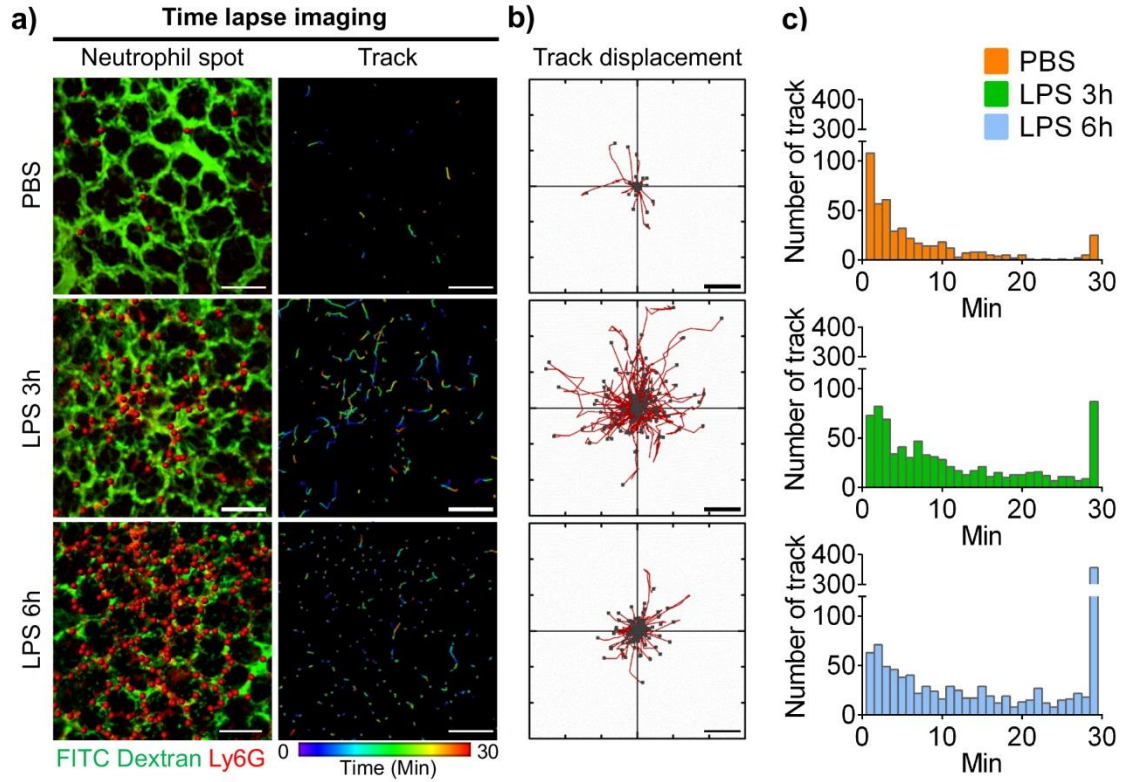 a)
Time lapse imaging
Neutrophil spot
Track
PBS
LPS 3h
LPS 6h
FITC Dextran Ly6G
0
30
Time (Min)
b)
Track displacement
c)
PBS
LPS 3h
LPS 6h
Number of track
400
300
100
50
0
0
10
20
30
Min
Number of track
400
300
100
50
0
0
10
20
30
Min
Number of track
500
400
300
100
50
0
0
10
20
30
Min